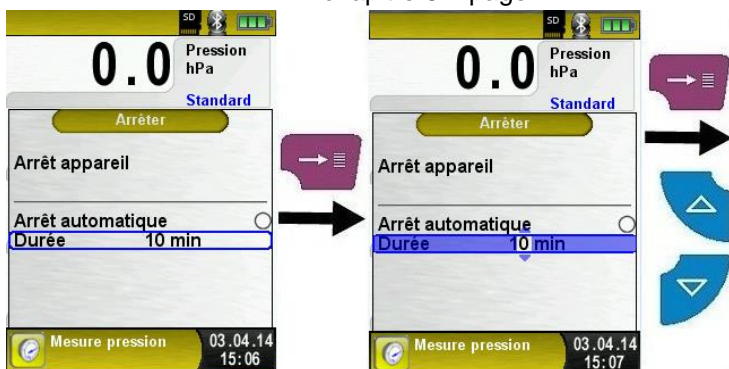 SD
0.0
Pression
hPa
Standard
Arrêter
Arrêt appareil
Arrêt automatique
Durée 10 min
Mesure pression
03.04.14
15:06
SD
0.0
Pression
hPa
Standard
Arrêter
Arrêt appareil
Arrêt automatique
Durée 10 min
Mesure pression
03.04.14
15:07